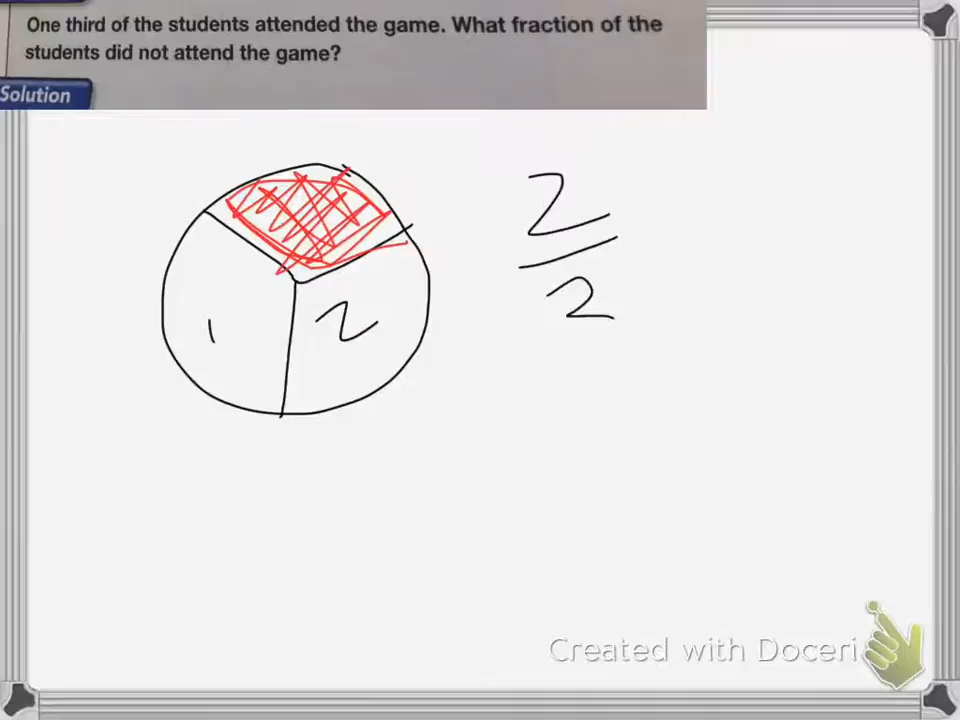 One third of the students attended the game. What fraction of the
students did not attend the game?
Solution
1
2
2
2
Created with Doceri